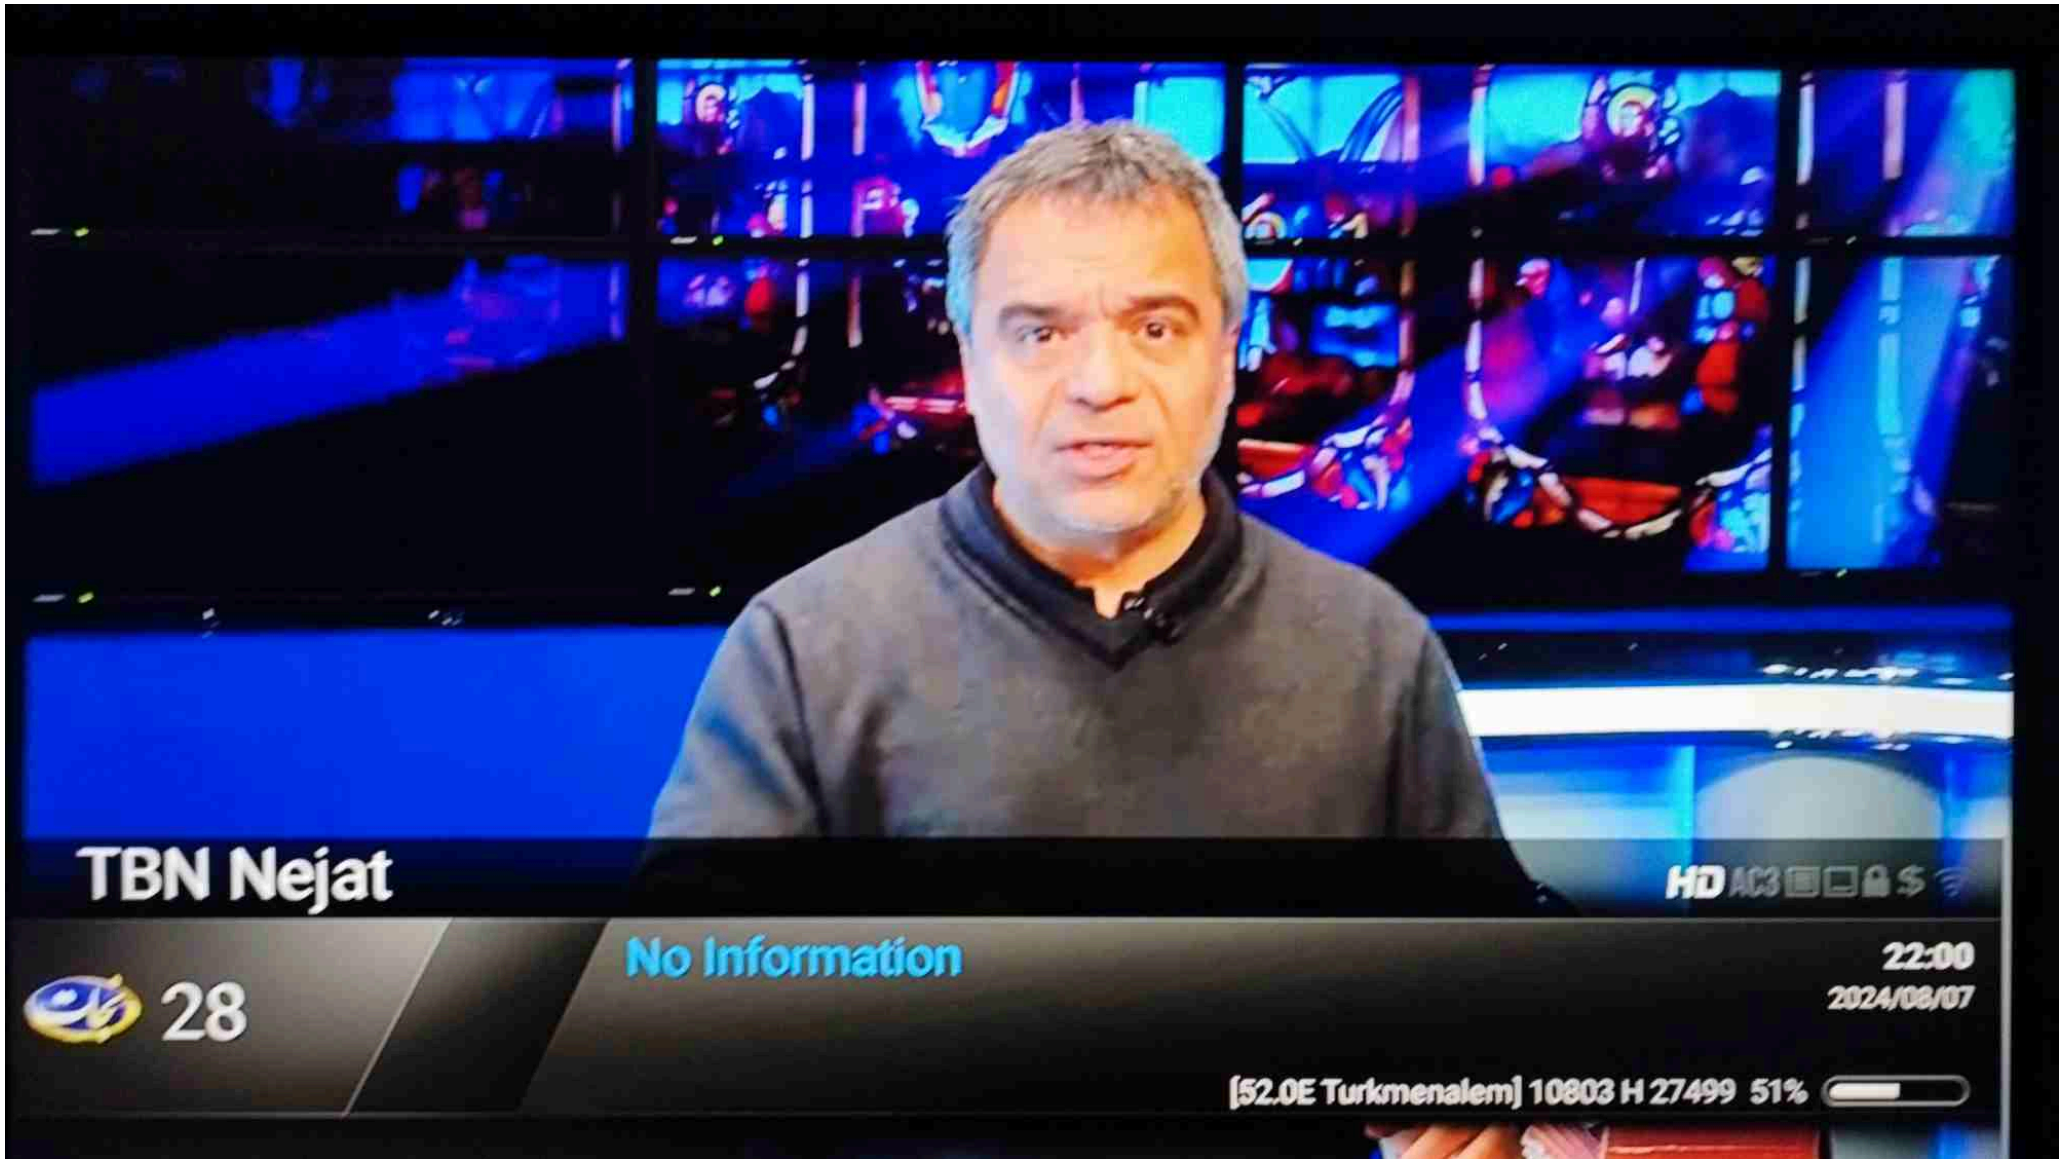 TBN Nejat
HD AC3 $
No Information
22:00
28
2024/08/07
[52.0E Turkmenalem] 10803 H 27499 51%